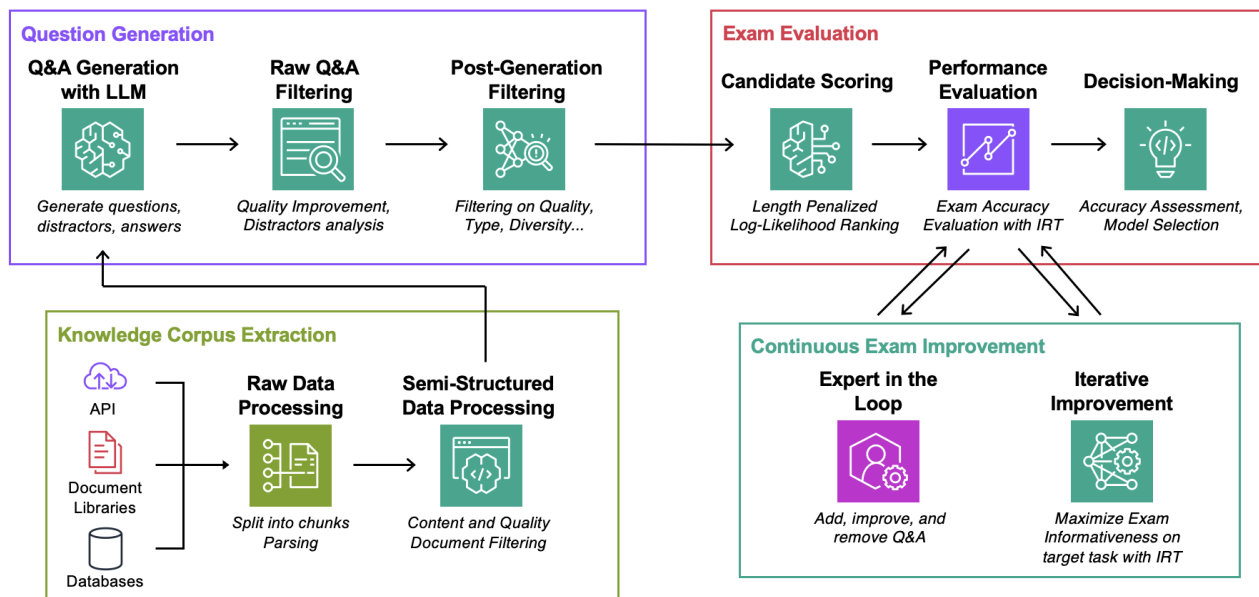 Question Generation
Q&A Generation
with LLM
Generate questions,
distractors, answers
Raw Q&A
Filtering
Quality Improvement,
Distractors analysis
Post-Generation
Filtering
Filtering on Quality,
Type, Diversity...
Exam Evaluation
Candidate Scoring
Length Penalized
Log-Likelihood Ranking
Performance
Evaluation
Exam Accuracy
Evaluation with IRT
Decision-Making
Accuracy Assessment,
Model Selection
Knowledge Corpus Extraction
API
Document
Libraries
Databases
Raw Data
Processing
Split into chunks
Parsing
Semi-Structured
Data Processing
Content and Quality
Document Filtering
Continuous Exam Improvement
Expert in the
Loop
Add, improve, and
remove Q&A
Iterative
Improvement
Maximize Exam
Informativeness on
target task with IRT